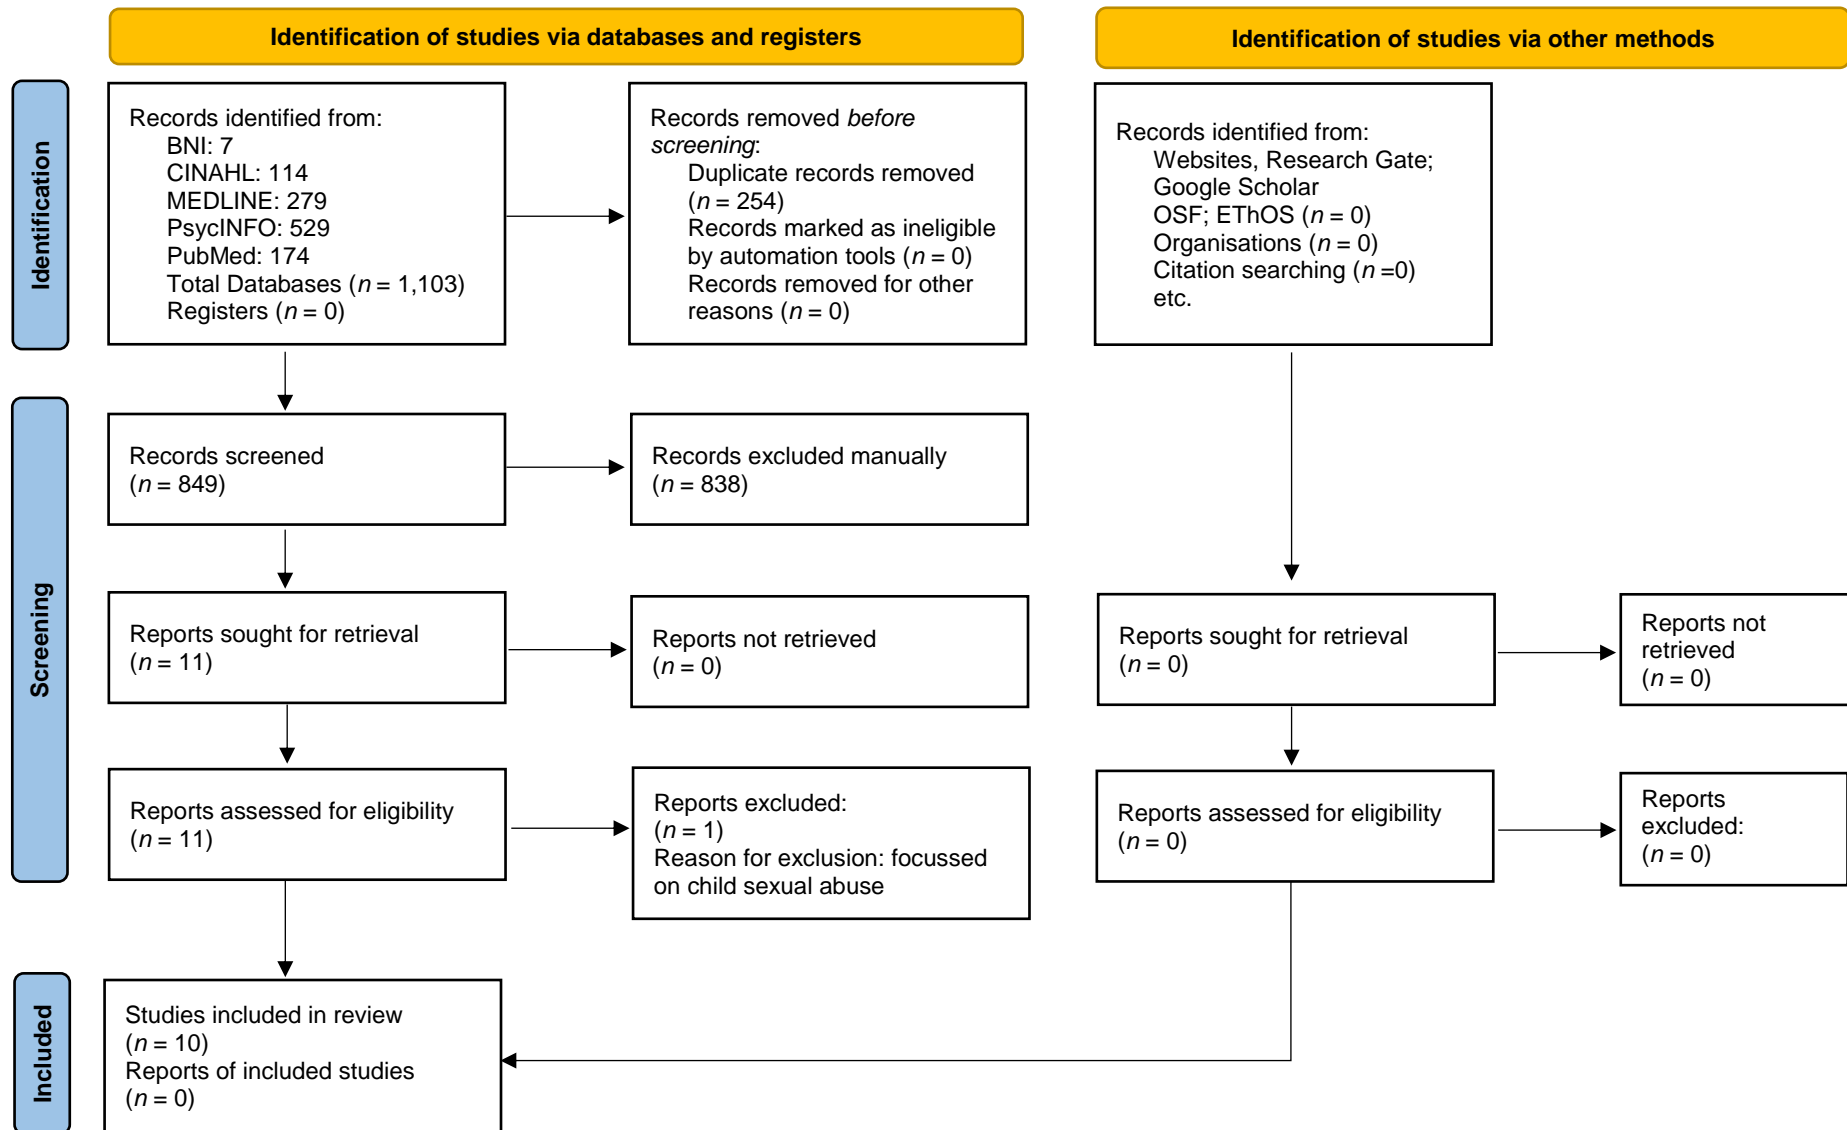 Identification of studies via databases and registers
Identification of studies via other methods
Identification
Records identified from:
BNI: 7
CINAHL: 114
MEDLINE: 279
PsycINFO: 529
PubMed: 174
Total Databases (n = 1,103)
Registers (n = 0)
Records removed before
screening:
Duplicate records removed
(n = 254)
Records marked as ineligible
by automation tools (n = 0)
Records removed for other
reasons (n = 0)
Records identified from:
Websites, Research Gate;
Google Scholar
OSF; EThOS (n = 0)
Organisations (n = 0)
Citation searching (n =0)
etc.
Screening
Records screened
(n = 849)
Records excluded manually
(n = 838)
Reports sought for retrieval
(n = 11)
Reports not retrieved
(n = 0)
Reports sought for retrieval
(n = 0)
Reports not
retrieved
(n = 0)
Reports assessed for eligibility
(n = 11)
Reports excluded:
(n = 1)
Reason for exclusion: focussed
on child sexual abuse
Reports assessed for eligibility
(n = 0)
Reports
excluded:
(n = 0)
Included
Studies included in review
(n = 10)
Reports of included studies
(n = 0)